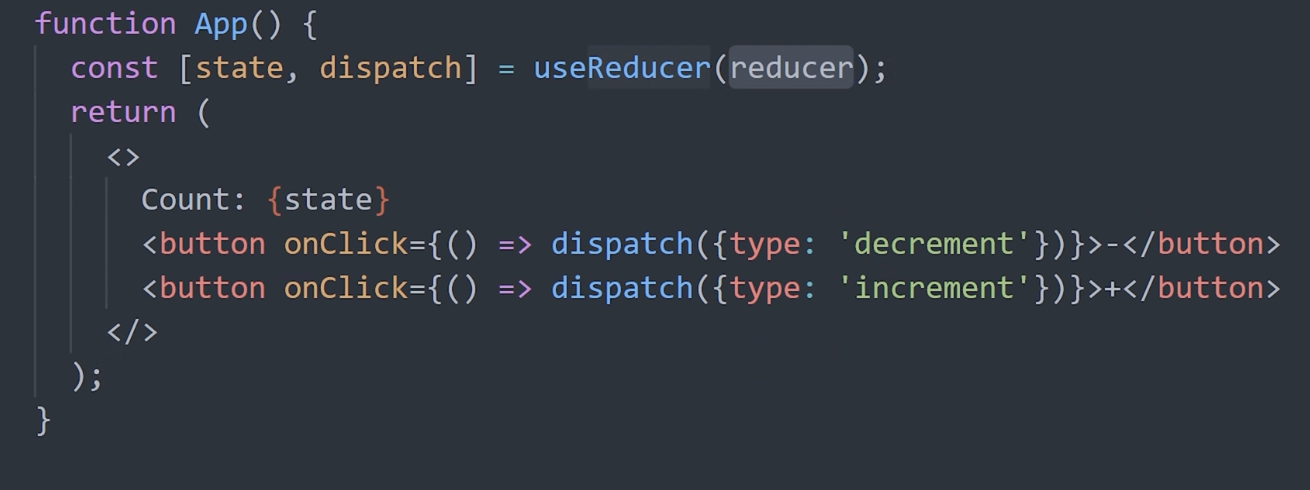 function App() {
const [state, dispatch] = useReducer(reducer);
return (
<>
Count: {state}
<button onClick={() => dispatch({type: 'decrement'})}>-</button>
<button onClick={() => dispatch({type: 'increment'})}>+</button>
</>
);
}